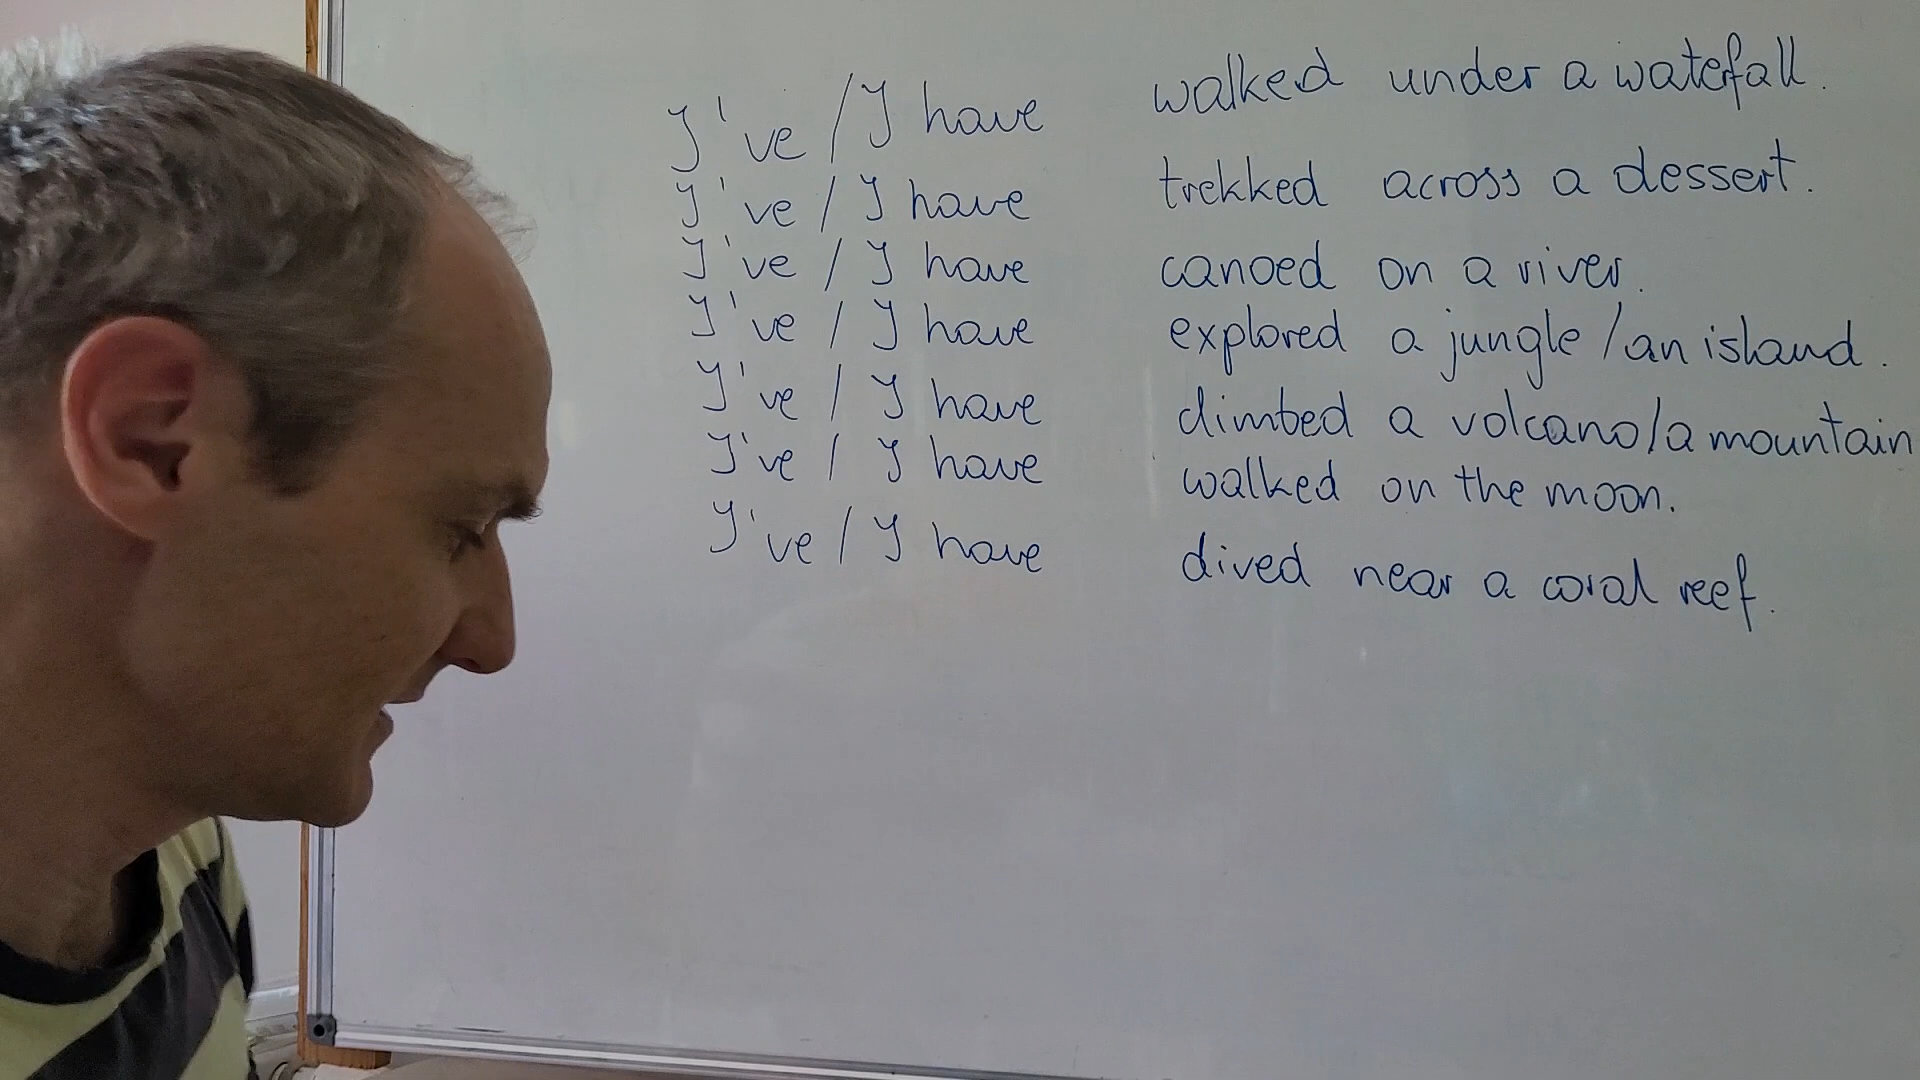 I've / I have walked under a waterfall.
I've / I have trekked across a dessert.
I've / I have canoed on a river.
I've / I have explored a jungle / an island.
I've / I have climbed a volcano / a mountain
I've / I have walked on the moon.
I've / I have dived near a coral reef.